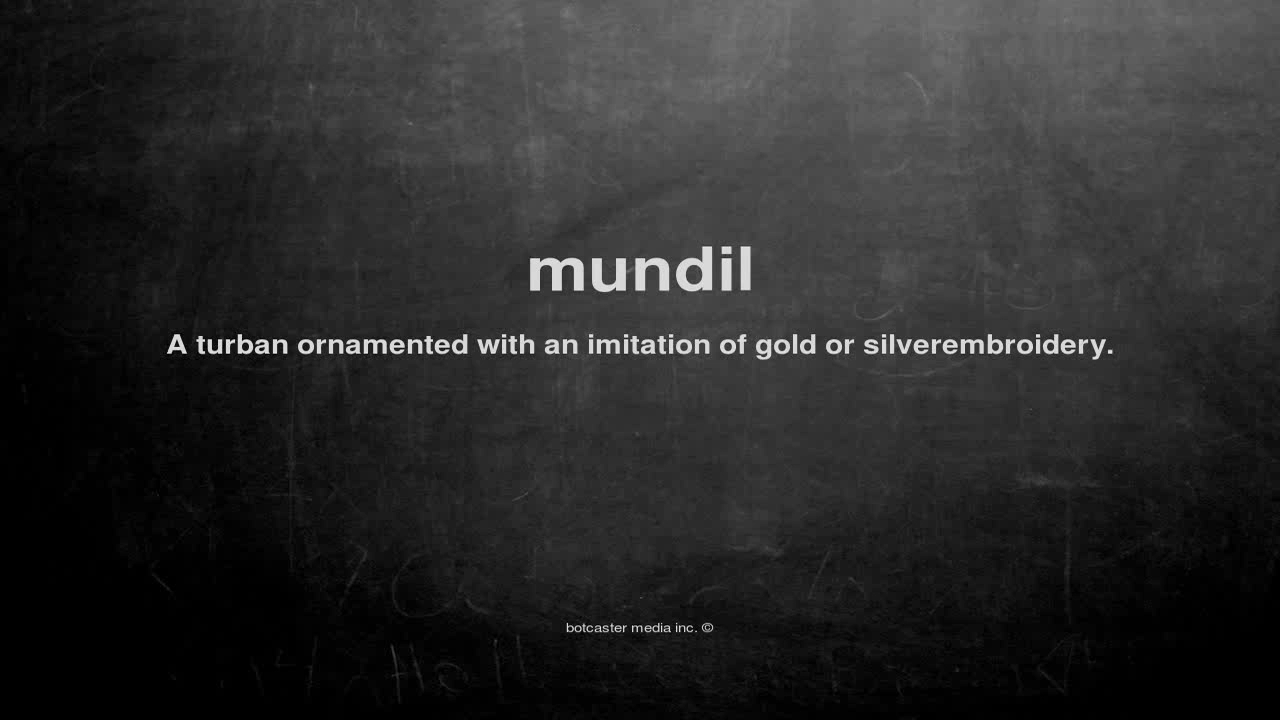 mundil
A turban ornamented with an imitation of gold or silverembroidery.
botcaster media inc. ©